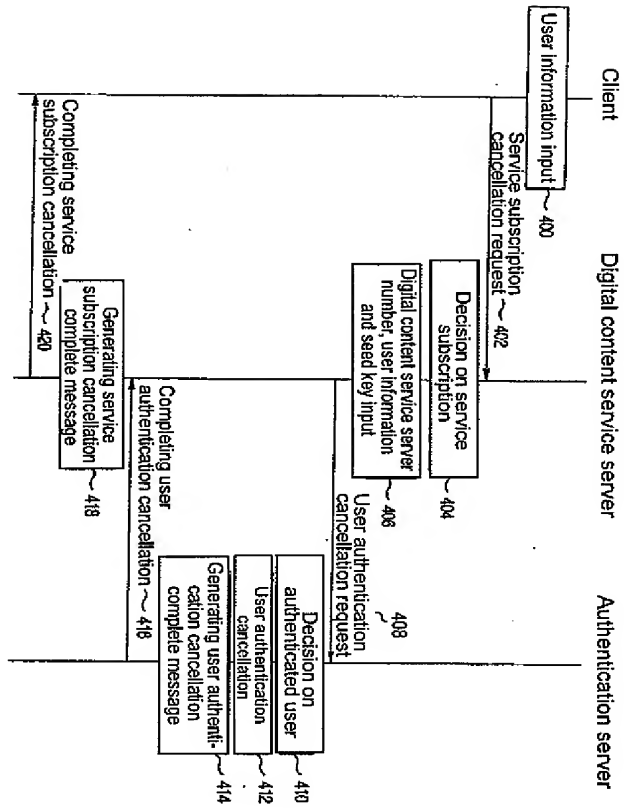 Client
Digital content service server
Authentication server
User information input
400
Service subscription
cancellation request
402
Decision on service
subscription
404
Digital content service server
number, user information
and seed key input
406
User authentication
cancellation request
408
Decision on
authenticated user
410
User authentication
cancellation
412
Generating user authenti-
cation cancellation
complete message
414
Completing user
authentication cancellation
416
Generating service
subscription cancellation
complete message
418
Completing service
subscription cancellation
420